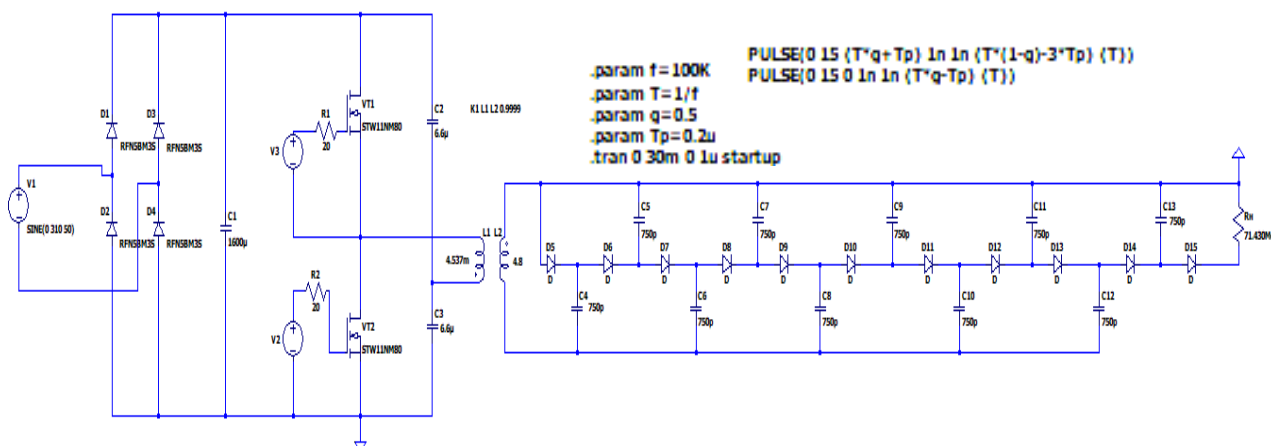 PULSE(0 15 {T*q+Tp} 1n 1n {T*(1-q)-3*Tp} {T})
PULSE(0 15 0 1n 1n {T*q-Tp} {T})
.param f=100K
.param T=1/f
.param q=0.5
.param Tp=0.2u
.tran 0 30m 0 1u startup
K1 L1 L2 0.9999
D1
RFN5BM3S
D3
RFN5BM3S
D2
RFN5BM3S
D4
RFN5BM3S
V1
SINE(0 310 50)
C1
1600µ
V3
R1
20
VT1
STW11NM80
C2
6.6µ
V2
R2
20
VT2
STW11NM80
C3
6.6µ
L1 L2
4.537m
4.8
C5
750p
C7
750p
C9
750p
C11
750p
C13
750p
Rн
71.430M
D5
D
D6
D
D7
D
D8
D
D9
D
D10
D
D11
D
D12
D
D13
D
D14
D
D15
D
C4
750p
C6
750p
C8
750p
C10
750p
C12
750p